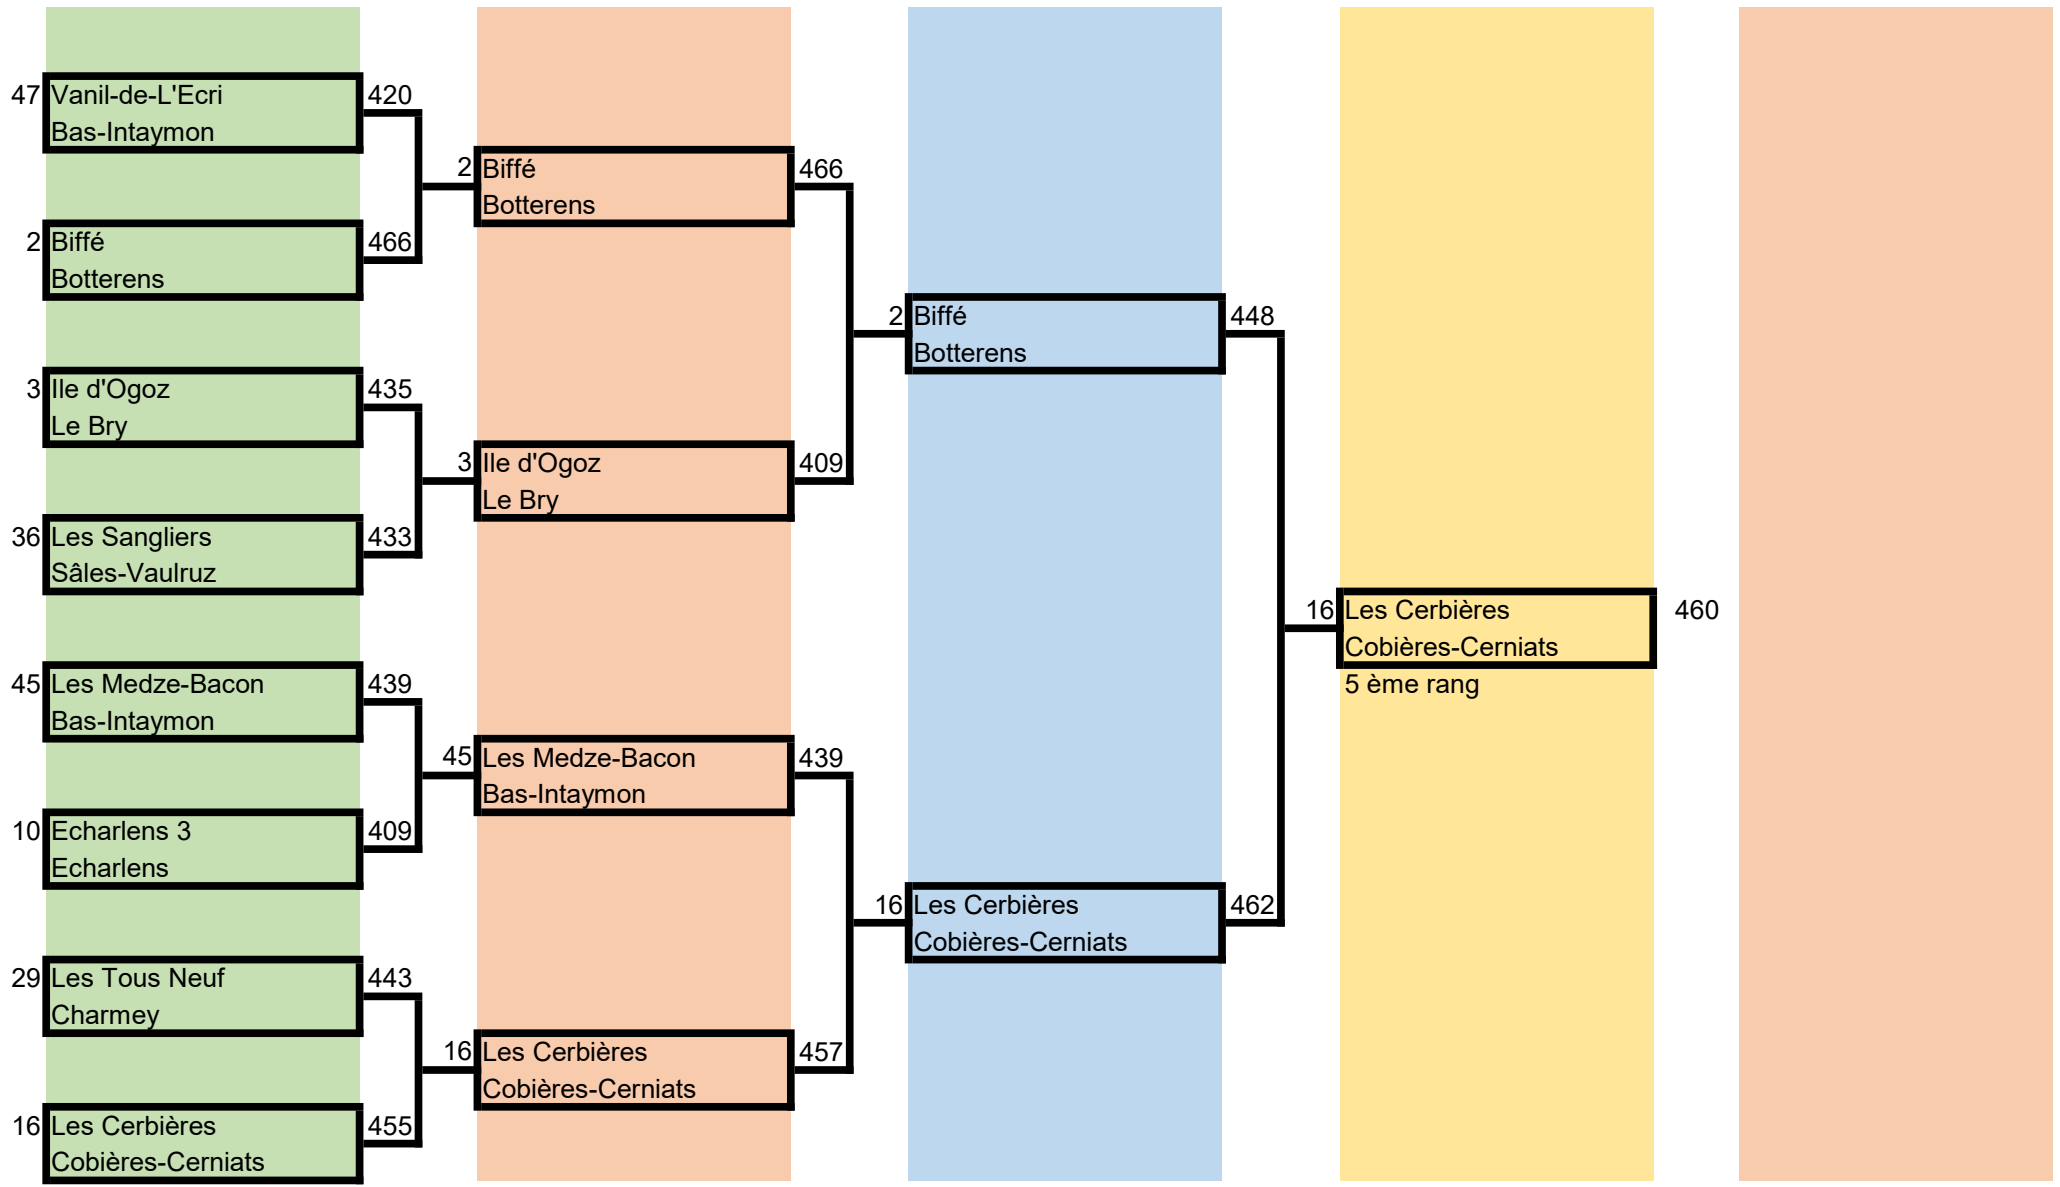 47 Vanil-de-L'Ecri 420
Bas-Intaymon
2 Biffé 466
Botterens
3 Ile d'Ogoz 435
Le Bry
36 Les Sangliers 433
Sâles-Vaulruz
45 Les Medze-Bacon 439
Bas-Intaymon
10 Echarlens 3 409
Echarlens
29 Les Tous Neuf 443
Charmey
16 Les Cerbières 455
Cobières-Cerniats
2 Biffé 466
Botterens
3 Ile d'Ogoz 409
Le Bry
45 Les Medze-Bacon 439
Bas-Intaymon
16 Les Cerbières 457
Cobières-Cerniats
2 Biffé 448
Botterens
16 Les Cerbières 462
Cobières-Cerniats
16 Les Cerbières 460
Cobières-Cerniats
5 ème rang